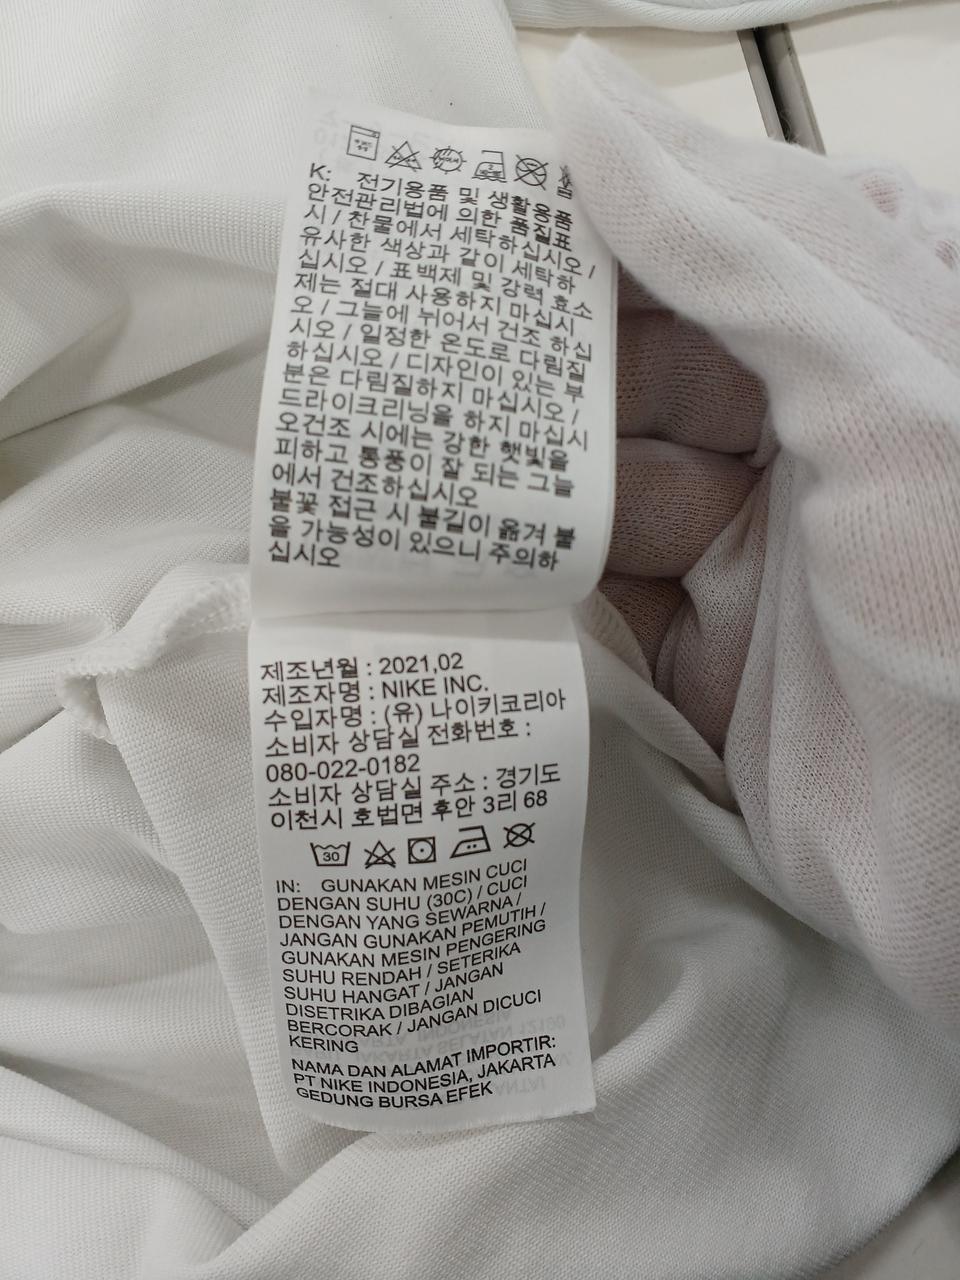 K: 전기용품 및 생활용품
안전관리법에 의한 품질표
시 / 찬물에서 세탁하십시오 /
유사한 색상과 같이 세탁하
십시오 / 표백제 및 강력 효소
제는 절대 사용하지 마십시
오 / 그늘에 뉘어서 건조 하십
시오 / 일정한 온도로 다림질
하십시오 / 디자인이 있는 부
분은 다림질하지 마십시오 /
드라이크리닝을 하지 마십시
오건조 시에는 강한 햇빛을
피하고 통풍이 잘 되는 그늘
에서 건조하십시오
불꽃 접근 시 불길이 옮겨 붙
을 가능성이 있으니 주의하
십시오
제조년월 : 2021,02
제조자명 : NIKE INC.
수입자명 : (유) 나이키코리아
소비자 상담실 전화번호 :
080-022-0182
소비자 상담실 주소 : 경기도
이천시 호법면 후안 3리 68
30
IN: GUNAKAN MESIN CUCI
DENGAN SUHU (30C) / CUCI
DENGAN YANG SEWARNA /
JANGAN GUNAKAN PEMUTIH /
GUNAKAN MESIN PENGERING
SUHU RENDAH / SETERIKA
SUHU HANGAT / JANGAN
DISETRIKA DIBAGIAN
BERCORAK / JANGAN DICUCI
KERING
NAMA DAN ALAMAT IMPORTIR:
PT NIKE INDONESIA, JAKARTA
GEDUNG BURSA EFEK